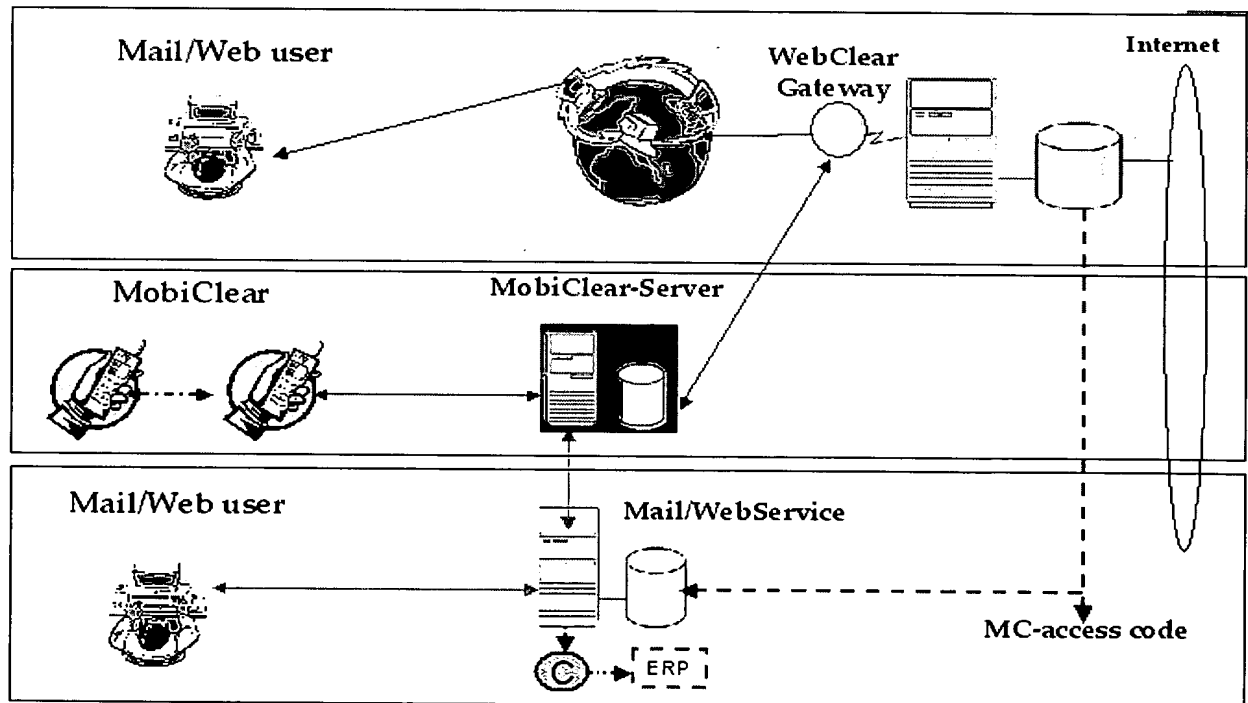 Mail/Web user
WebClear
Gateway
Internet
MobiClear
MobiClear-Server
Mail/Web user
Mail/WebService
MC-access code
C
ERP